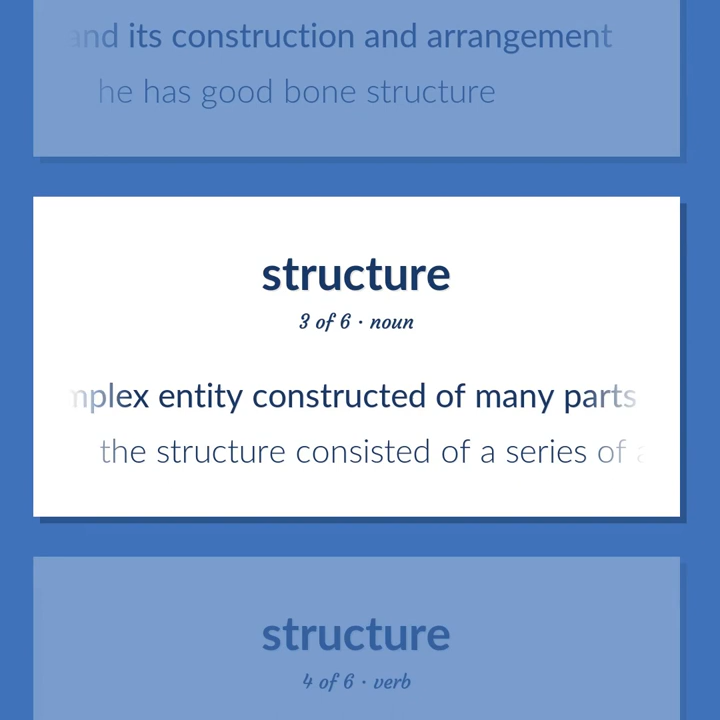 and its construction and arrangement
he has good bone structure
structure
3 of 6 · noun
entity constructed of many parts
the structure consisted of a series of
structure
4 of 6 · verb